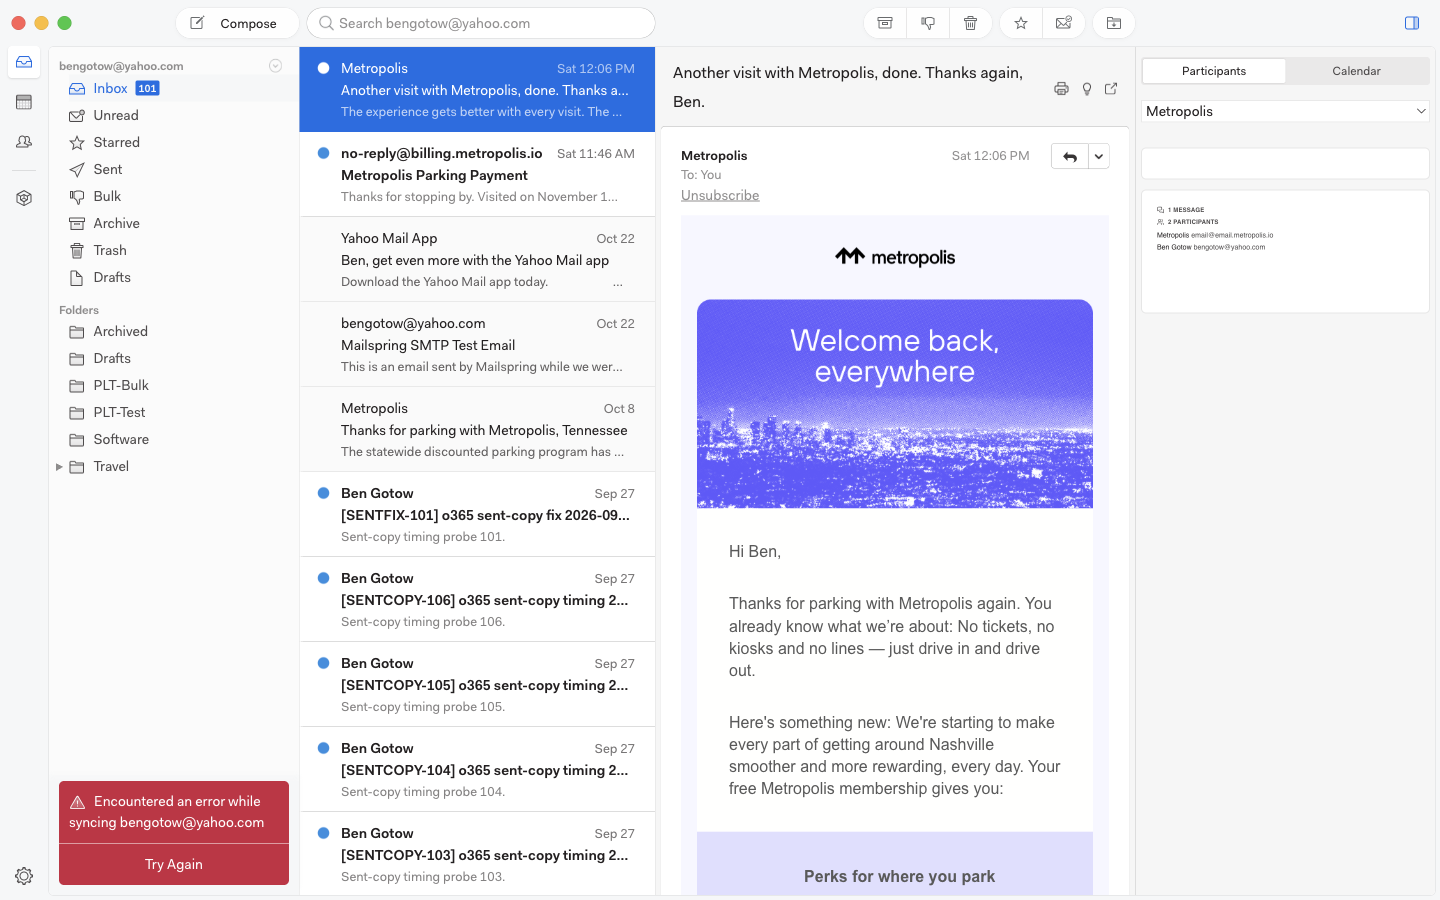 Compose
Search bengotow@yahoo.com
bengotow@yahoo.com
Inbox 101
Unread
Starred
Sent
Bulk
Archive
Trash
Drafts
Folders
Archived
Drafts
PLT-Bulk
PLT-Test
Software
Travel
Encountered an error while
syncing bengotow@yahoo.com
Try Again
Metropolis Sat 12:06 PM
Another visit with Metropolis, done. Thanks a...
The experience gets better with every visit. The ...
no-reply@billing.metropolis.io Sat 11:46 AM
Metropolis Parking Payment
Thanks for stopping by. Visited on November 1...
Yahoo Mail App Oct 22
Ben, get even more with the Yahoo Mail app
Download the Yahoo Mail app today. ...
bengotow@yahoo.com Oct 22
Mailspring SMTP Test Email
This is an email sent by Mailspring while we wer...
Metropolis Oct 8
Thanks for parking with Metropolis, Tennessee
The statewide discounted parking program has ...
Ben Gotow Sep 27
[SENTFIX-101] o365 sent-copy fix 2026-09...
Sent-copy timing probe 101.
Ben Gotow Sep 27
[SENTCOPY-106] o365 sent-copy timing 2...
Sent-copy timing probe 106.
Ben Gotow Sep 27
[SENTCOPY-105] o365 sent-copy timing 2...
Sent-copy timing probe 105.
Ben Gotow Sep 27
[SENTCOPY-104] o365 sent-copy timing 2...
Sent-copy timing probe 104.
Ben Gotow Sep 27
[SENTCOPY-103] o365 sent-copy timing 2...
Sent-copy timing probe 103.
Another visit with Metropolis, done. Thanks again,
Ben.
Metropolis Sat 12:06 PM
To: You
Unsubscribe
metropolis
Welcome back,
everywhere
Hi Ben,
Thanks for parking with Metropolis again. You
already know what we’re about: No tickets, no
kiosks and no lines — just drive in and drive
out.
Here's something new: We're starting to make
every part of getting around Nashville
smoother and more rewarding, every day. Your
free Metropolis membership gives you:
Perks for where you park
Participants Calendar
Metropolis
1 MESSAGE
2 PARTICIPANTS
Metropolis email@email.metropolis.io
Ben Gotow bengotow@yahoo.com